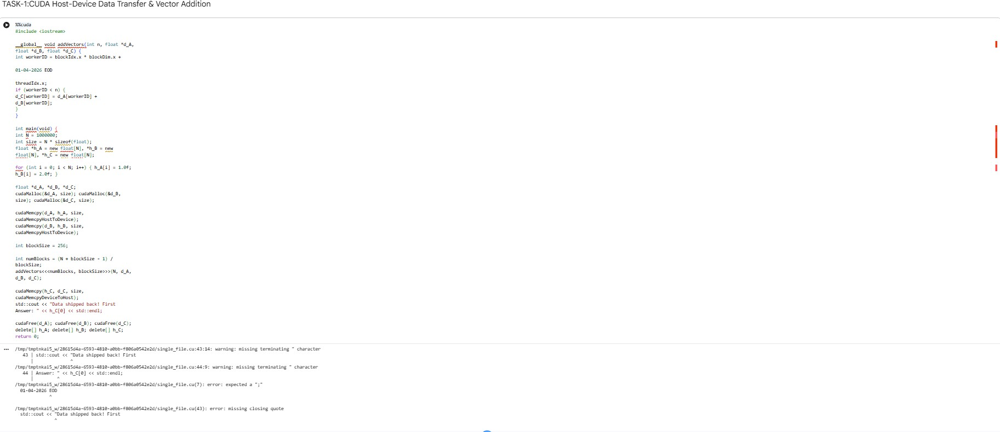 TASK-1:CUDA Host-Device Data Transfer & Vector Addition
%%cuda
#include <iostream>
__global__ void addVectors(int n, float *d_A,
float *d_B, float *d_C) {
int workerID = blockIdx.x * blockDim.x +
01-04-2026 EOD
threadIdx.x;
if (workerID < n) {
d_C[workerID] = d_A[workerID] +
d_B[workerID];
}
}
int main(void) {
int N = 1000000;
int size = N * sizeof(float);
float *h_A = new float[N], *h_B = new
float[N], *h_C = new float[N];
for (int i = 0; i < N; i++) { h_A[i] = 1.0f;
h_B[i] = 2.0f; }
float *d_A, *d_B, *d_C;
cudaMalloc(&d_A, size); cudaMalloc(&d_B,
size); cudaMalloc(&d_C, size);
cudaMemcpy(d_A, h_A, size,
cudaMemcpyHostToDevice);
cudaMemcpy(d_B, h_B, size,
cudaMemcpyHostToDevice);
int blockSize = 256;
int numBlocks = (N + blockSize - 1) /
blockSize;
addVectors<<<numBlocks, blockSize>>>(N, d_A,
d_B, d_C);
cudaMemcpy(h_C, d_C, size,
cudaMemcpyDeviceToHost);
std::cout << "Data shipped back! First
Answer: " << h_C[0] << std::endl;
cudaFree(d_A); cudaFree(d_B); cudaFree(d_C);
delete[] h_A; delete[] h_B; delete[] h_C;
return 0;
/tmp/tmptnkai5_w/28615d4a-6593-4810-a0bb-f806a0542e2d/single_file.cu:43:14: warning: missing terminating " character
43 | std::cout << "Data shipped back! First
| ^
/tmp/tmptnkai5_w/28615d4a-6593-4810-a0bb-f806a0542e2d/single_file.cu:44:9: warning: missing terminating " character
44 | Answer: " << h_C[0] << std::endl;
| ^
/tmp/tmptnkai5_w/28615d4a-6593-4810-a0bb-f806a0542e2d/single_file.cu(7): error: expected a ";"
01-04-2026 EOD
^
/tmp/tmptnkai5_w/28615d4a-6593-4810-a0bb-f806a0542e2d/single_file.cu(43): error: missing closing quote
std::cout << "Data shipped back! First
^